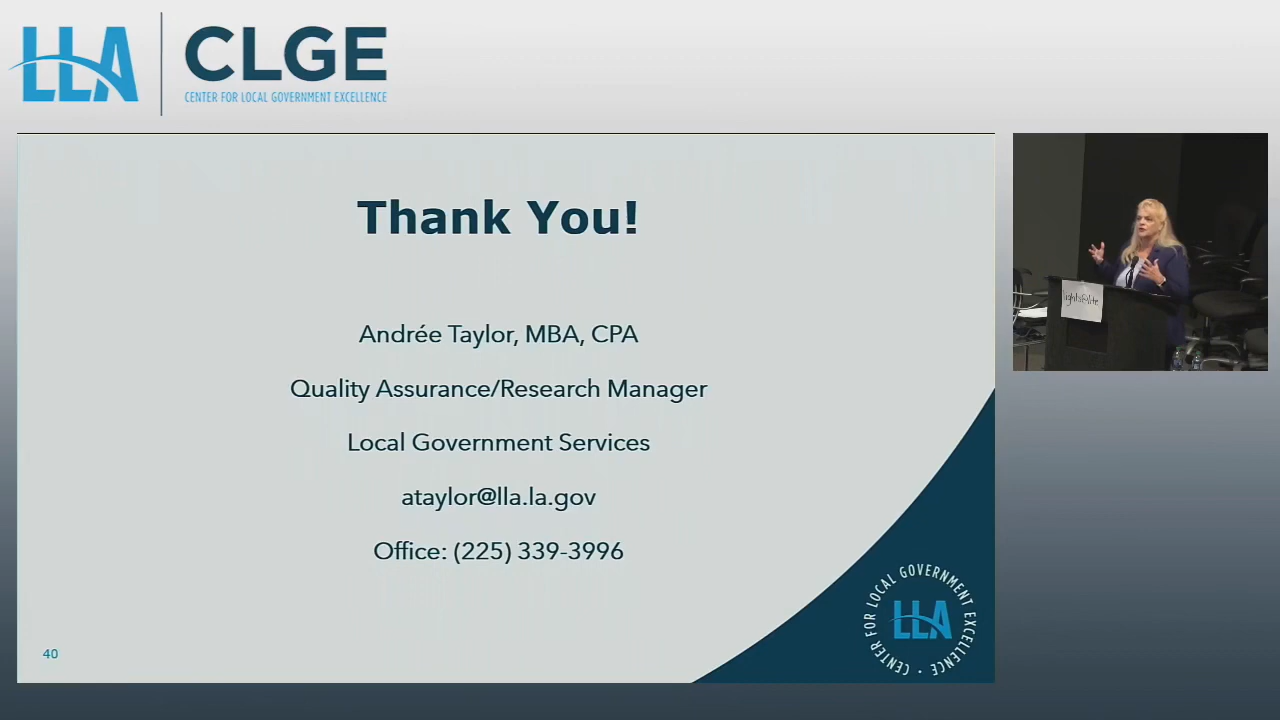 LLA
CLGE
CENTER FOR LOCAL GOVERNMENT EXCELLENCE
Thank You!
Andrée Taylor, MBA, CPA
Quality Assurance/Research Manager
Local Government Services
ataylor@lla.la.gov
Office: (225) 339-3996
40
CENTER FOR LOCAL GOVERNMENT EXCELLENCE
LLA